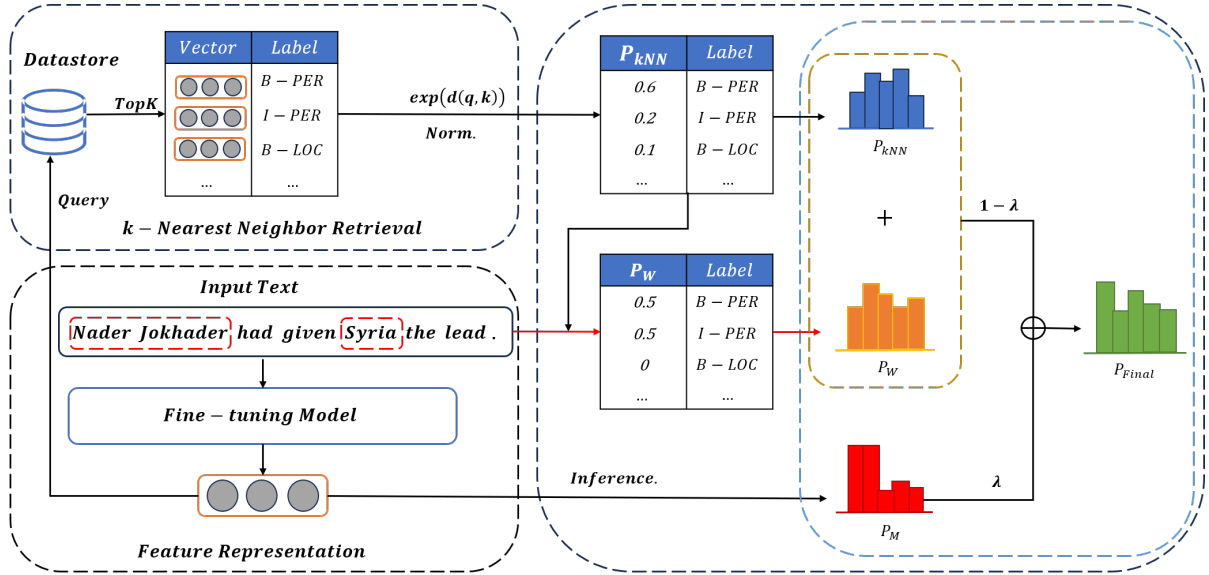 Datastore
TopK
Vector Label
B − PER
I − PER
B − LOC
... ...
Query
k − Nearest Neighbor Retrieval
exp(d(q, k))
Norm.
P_kNN Label
0.6 B − PER
0.2 I − PER
0.1 B − LOC
... ...
P_kNN
+
1 − λ
Input Text
Nader Jokhader had given Syria the lead .
Fine − tuning Model
Feature Representation
P_W Label
0.5 B − PER
0.5 I − PER
0 B − LOC
... ...
P_W
P_Final
Inference.
λ
P_M